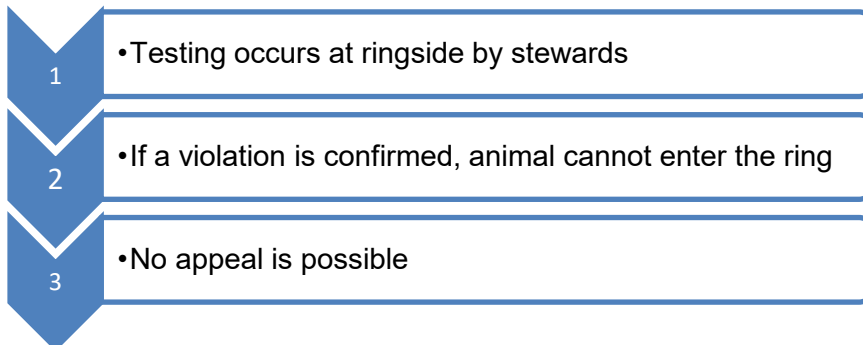 1
•Testing occurs at ringside by stewards
2
•If a violation is confirmed, animal cannot enter the ring
3
•No appeal is possible